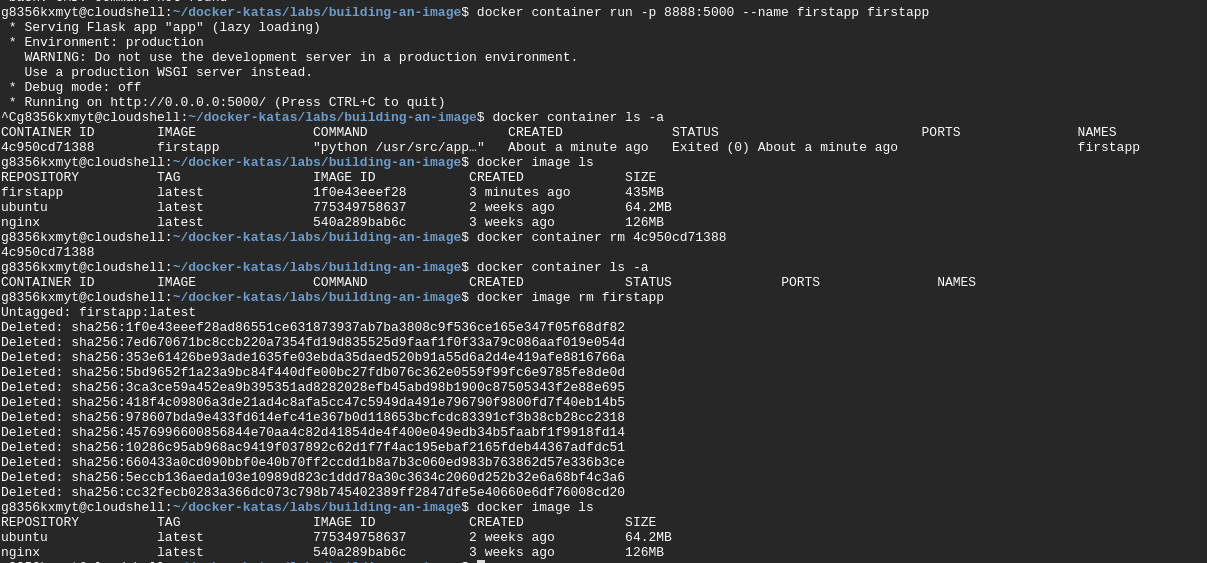 g8356kxmyt@cloudshell:~/docker-katas/labs/building-an-image$ docker container run -p 8888:5000 --name firstapp firstapp
 * Serving Flask app "app" (lazy loading)
 * Environment: production
   WARNING: Do not use the development server in a production environment.
   Use a production WSGI server instead.
 * Debug mode: off
 * Running on http://0.0.0.0:5000/ (Press CTRL+C to quit)
^Cg8356kxmyt@cloudshell:~/docker-katas/labs/building-an-image$ docker container ls -a
CONTAINER ID        IMAGE               COMMAND                  CREATED              STATUS                          PORTS               NAMES
4c950cd71388        firstapp            "python /usr/src/app…"   About a minute ago   Exited (0) About a minute ago                       firstapp
g8356kxmyt@cloudshell:~/docker-katas/labs/building-an-image$ docker image ls
REPOSITORY          TAG                 IMAGE ID            CREATED             SIZE
firstapp            latest              1f0e43eeef28        3 minutes ago       435MB
ubuntu              latest              775349758637        2 weeks ago         64.2MB
nginx               latest              540a289bab6c        3 weeks ago         126MB
g8356kxmyt@cloudshell:~/docker-katas/labs/building-an-image$ docker container rm 4c950cd71388
4c950cd71388
g8356kxmyt@cloudshell:~/docker-katas/labs/building-an-image$ docker container ls -a
CONTAINER ID        IMAGE               COMMAND             CREATED             STATUS              PORTS               NAMES
g8356kxmyt@cloudshell:~/docker-katas/labs/building-an-image$ docker image rm firstapp
Untagged: firstapp:latest
Deleted: sha256:1f0e43eeef28ad86551ce631873937ab7ba3808c9f536ce165e347f05f68df82
Deleted: sha256:7ed670671bc8ccb220a7354fd19d835525d9faaf1f0f33a79c086aaf019e054d
Deleted: sha256:353e61426be93ade1635fe03ebda35daed520b91a55d6a2d4e419afe8816766a
Deleted: sha256:5bd9652f1a23a9bc84f440dfe00bc27fdb076c362e0559f99fc6e9785fe8de0d
Deleted: sha256:3ca3ce59a452ea9b395351ad8282028efb45abd98b1900c87505343f2e88e695
Deleted: sha256:418f4c09806a3de21ad4c8afa5cc47c5949da491e796790f9800fd7f40eb14b5
Deleted: sha256:978607bda9e433fd614efc41e367b0d118653bcfcdc83391cf3b38cb28cc2318
Deleted: sha256:4576996600856844e70aa4c82d41854de4f400e049edb34b5faabf1f9918fd14
Deleted: sha256:10286c95ab968ac9419f037892c62d1f7f4ac195ebaf2165fdeb44367adfdc51
Deleted: sha256:660433a0cd090bbf0e40b70ff2ccdd1b8a7b3c060ed983b763862d57e336b3ce
Deleted: sha256:5eccb136aeda103e10989d823c1ddd78a30c3634c2060d252b32e6a68bf4c3a6
Deleted: sha256:cc32fecb0283a366dc073c798b745402389ff2847dfe5e40660e6df76008cd20
g8356kxmyt@cloudshell:~/docker-katas/labs/building-an-image$ docker image ls
REPOSITORY          TAG                 IMAGE ID            CREATED             SIZE
ubuntu              latest              775349758637        2 weeks ago         64.2MB
nginx               latest              540a289bab6c        3 weeks ago         126MB